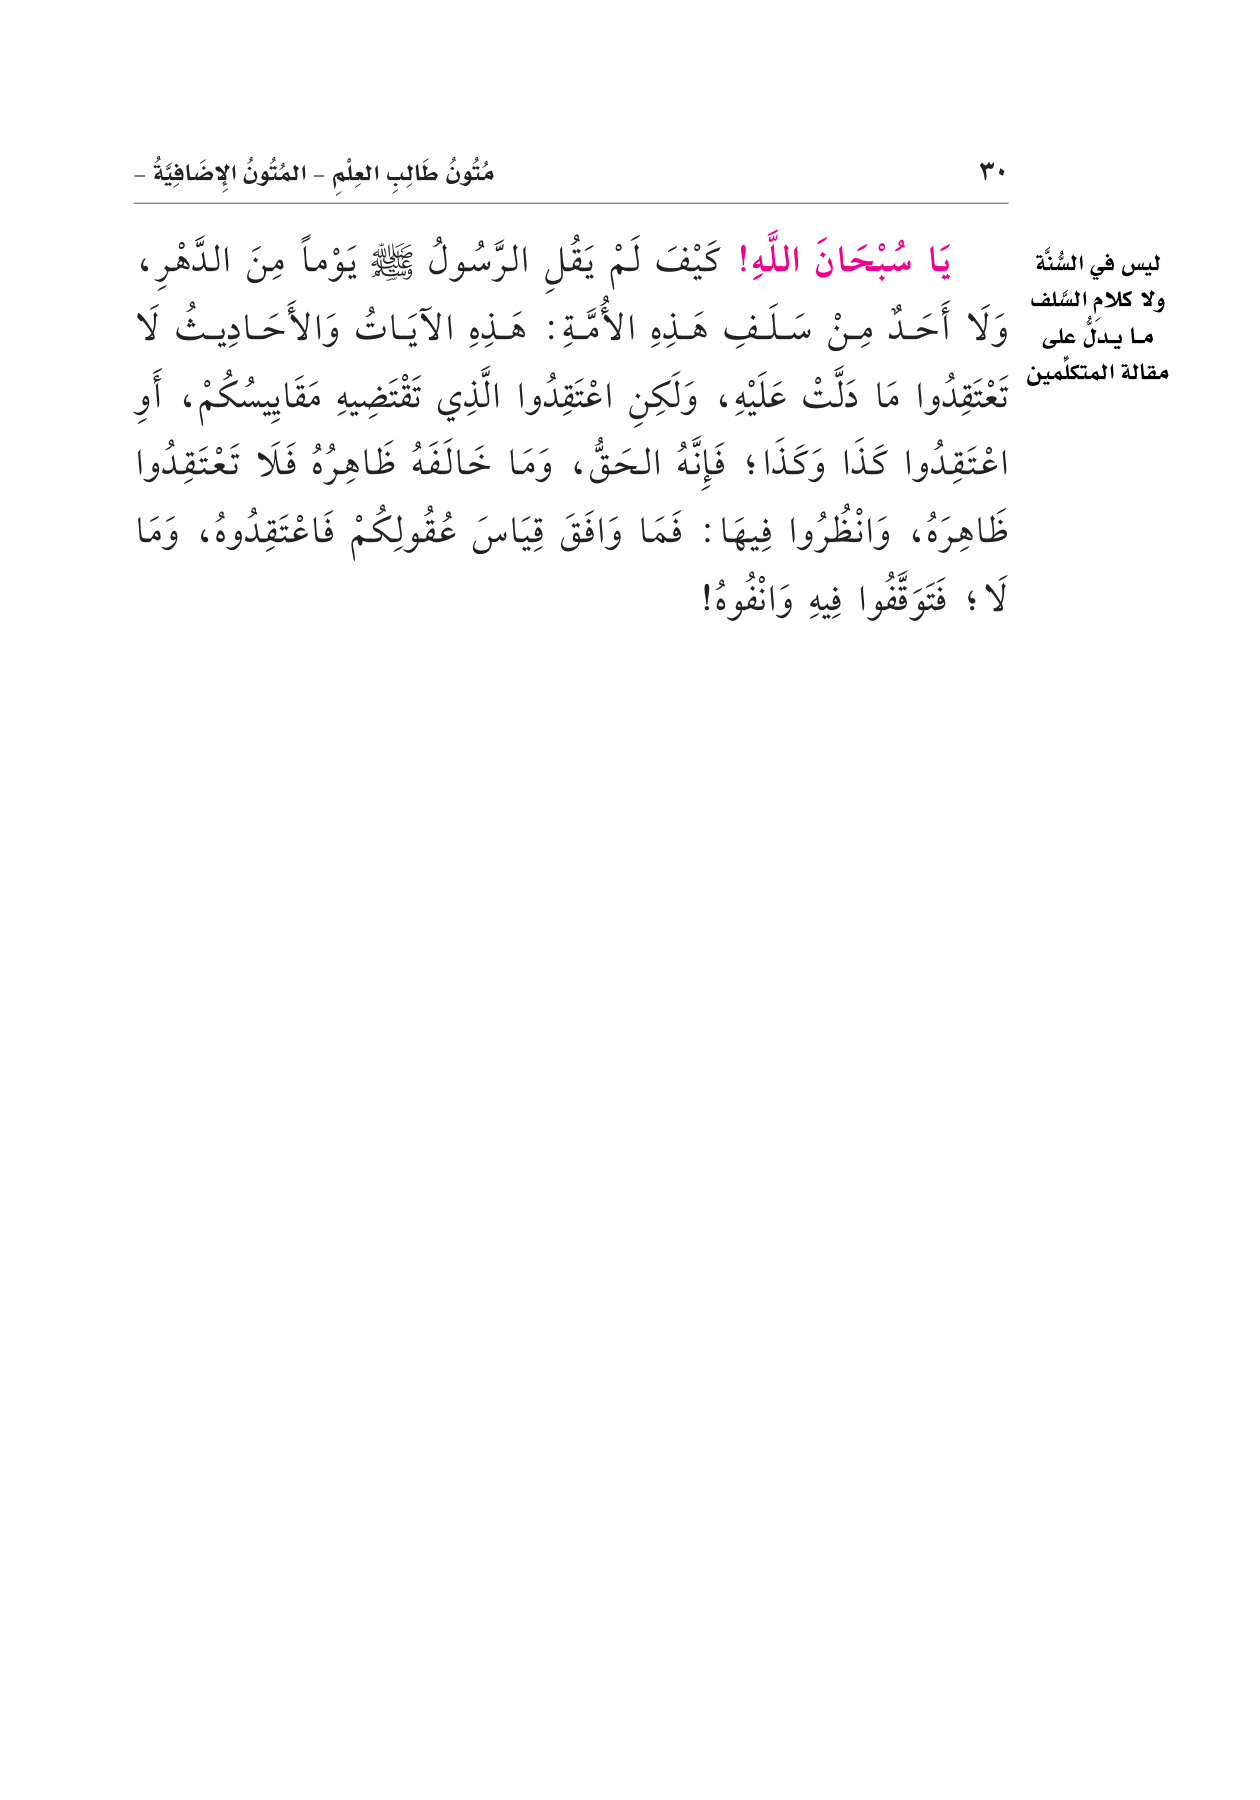 ٣٠
مُتُونُ طَالِبِ العِلْمِ – المُتُونُ الإِضَافِيَّةُ –
ليس في السُّنَّة
ولا كلامِ السَّلف
ما يدلُّ على
مقالة المتكلِّمين
يَا سُبْحَانَ اللَّهِ! كَيْفَ لَمْ يَقُلِ الرَّسُولُ ﷺ يَوْماً مِنَ الدَّهْرِ،
وَلَا أَحَدٌ مِنْ سَلَفِ هَذِهِ الأُمَّةِ: هَذِهِ الآيَاتُ وَالأَحَادِيثُ لَا
تَعْتَقِدُوا مَا دَلَّتْ عَلَيْهِ، وَلَكِنِ اعْتَقِدُوا الَّذِي تَقْتَضِيهِ مَقَايِيسُكُمْ، أَوِ
اعْتَقِدُوا كَذَا وَكَذَا؛ فَإِنَّهُ الحَقُّ، وَمَا خَالَفَهُ ظَاهِرُهُ فَلَا تَعْتَقِدُوا
ظَاهِرَهُ، وَانْظُرُوا فِيهَا: فَمَا وَافَقَ قِيَاسَ عُقُولِكُمْ فَاعْتَقِدُوهُ، وَمَا
لَا؛ فَتَوَقَّفُوا فِيهِ وَانْفُوهُ!